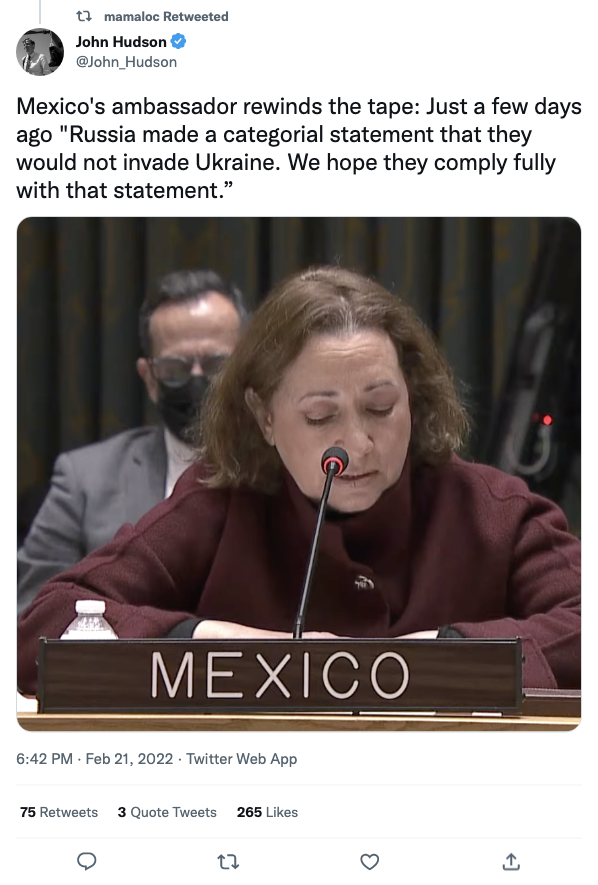 mamaloc Retweeted
John Hudson
@John_Hudson
Mexico's ambassador rewinds the tape: Just a few days
ago "Russia made a categorial statement that they
would not invade Ukraine. We hope they comply fully
with that statement.”
MEXICO
6:42 PM · Feb 21, 2022 · Twitter Web App
75 Retweets 3 Quote Tweets 265 Likes